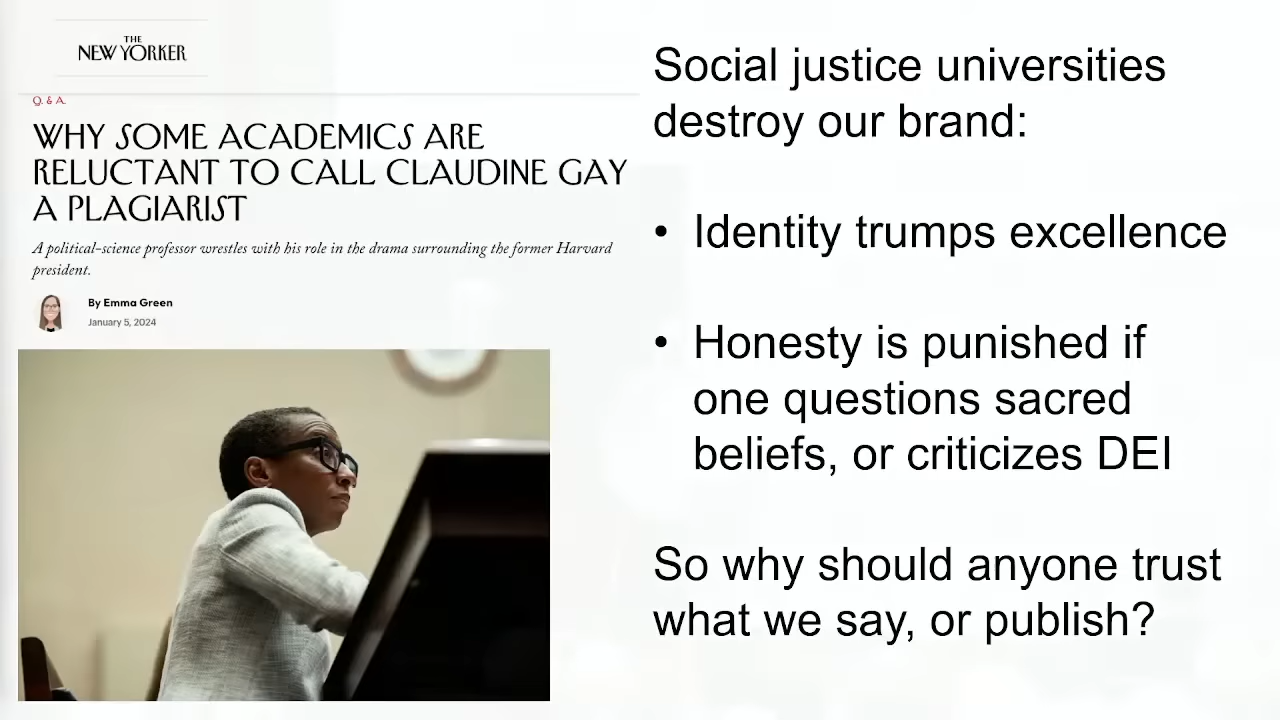 THE
NEW YORKER
Q. & A.
WHY SOME ACADEMICS ARE
RELUCTANT TO CALL CLAUDINE GAY
A PLAGIARIST
A political-science professor wrestles with his role in the drama surrounding the former Harvard
president.
By Emma Green
January 5, 2024
Social justice universities
destroy our brand:
• Identity trumps excellence
• Honesty is punished if
one questions sacred
beliefs, or criticizes DEI
So why should anyone trust
what we say, or publish?